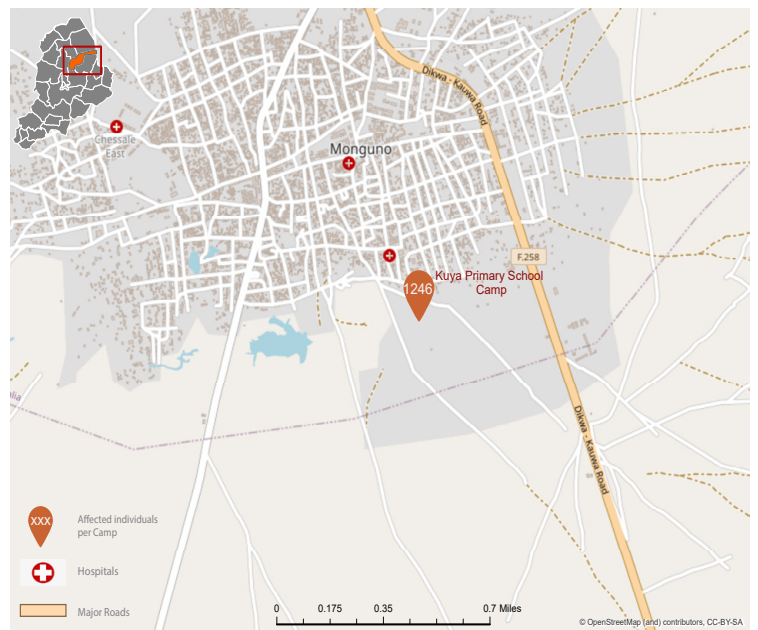 Dikwa - Kauwa Road
Chessale
East
Monguno
F.258
Kuya Primary School
Camp
1246
alia
Dikwa - Kauwa Road
XXX
Affected individuals
per Camp
Hospitals
Major Roads
0 0.175 0.35 0.7 Miles
© OpenStreetMap (and) contributors, CC-BY-SA